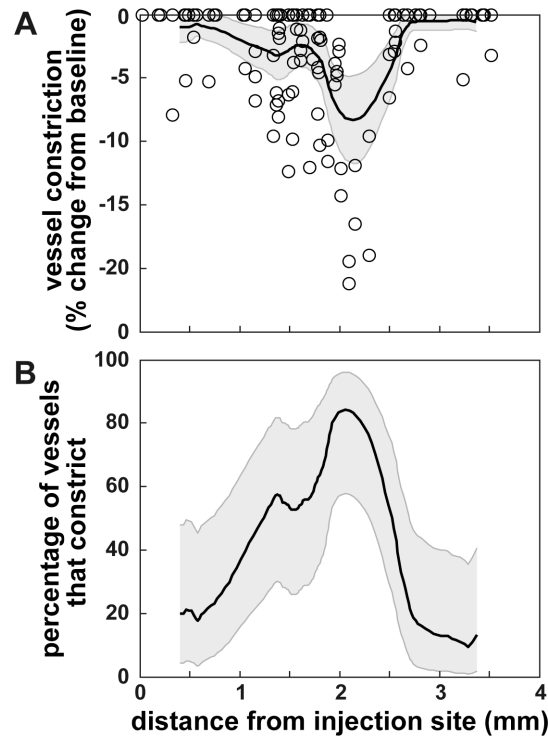 A
vessel constriction
(% change from baseline)
0
-5
-10
-15
-20
0
B
percentage of vessels
that constrict
100
80
60
40
20
0
0 1 2 3 4
distance from injection site (mm)